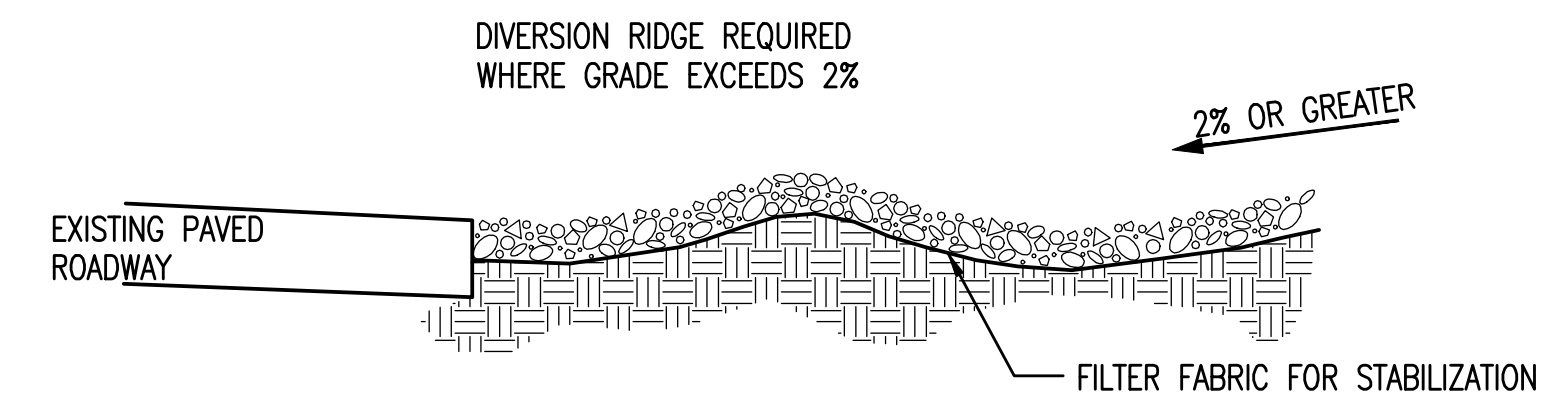 DIVERSION RIDGE REQUIRED
WHERE GRADE EXCEEDS 2%
2% OR GREATER
EXISTING PAVED
ROADWAY
FILTER FABRIC FOR STABILIZATION